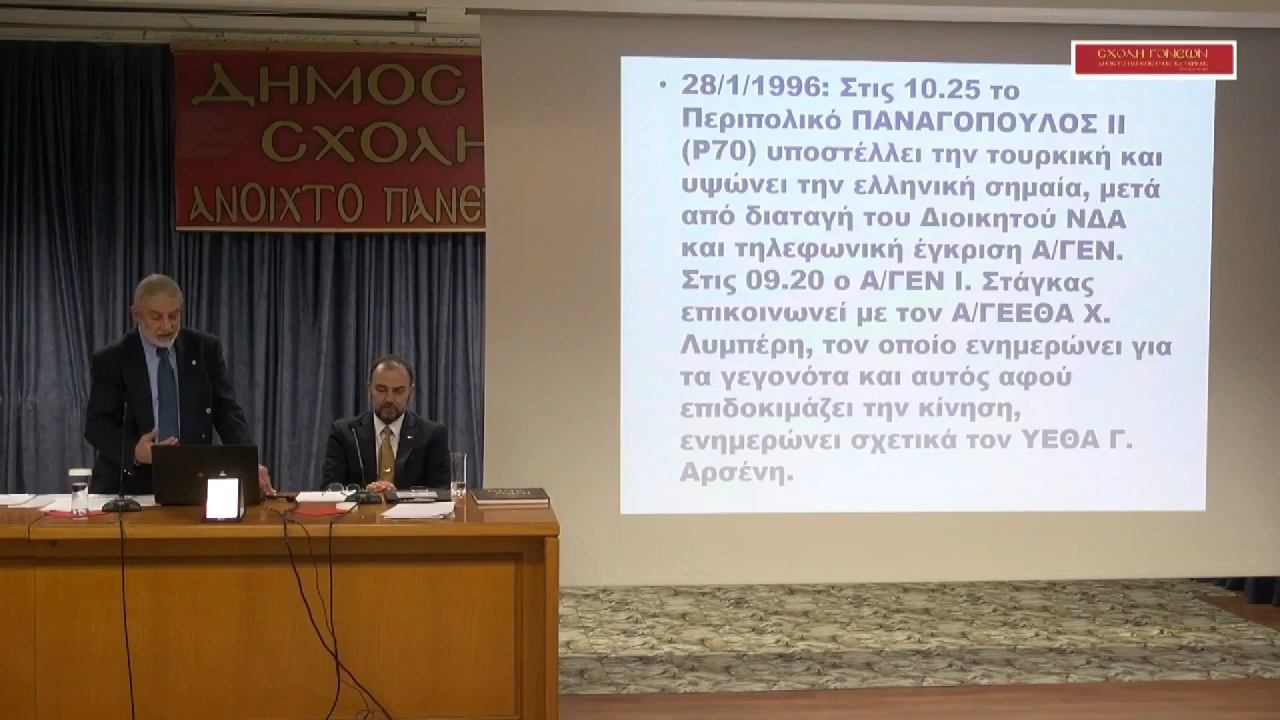 ΔΗΜΟΣ
ΣΧΟΛΗ
ΑΝΟΙΧΤΟ
ΣΧΟΛΗ ΓΟΝΕΩΝ
• 28/1/1996: Στις 10.25 το
Περιπολικό ΠΑΝΑΓΟΠΟΥΛΟΣ ΙΙ
(P70) υποστέλλει την τουρκική και
υψώνει την ελληνική σημαία, μετά
από διαταγή του Διοικητού ΝΔΑ
και τηλεφωνική έγκριση Α/ΓΕΝ.
Στις 09.20 ο Α/ΓΕΝ Ι. Στάγκας
επικοινωνεί με τον Α/ΓΕΕΘΑ Χ.
Λυμπέρη, τον οποίο ενημερώνει για
τα γεγονότα και αυτός αφού
επιδοκιμάζει την κίνηση,
ενημερώνει σχετικά τον ΥΕΘΑ Γ.
Αρσένη.